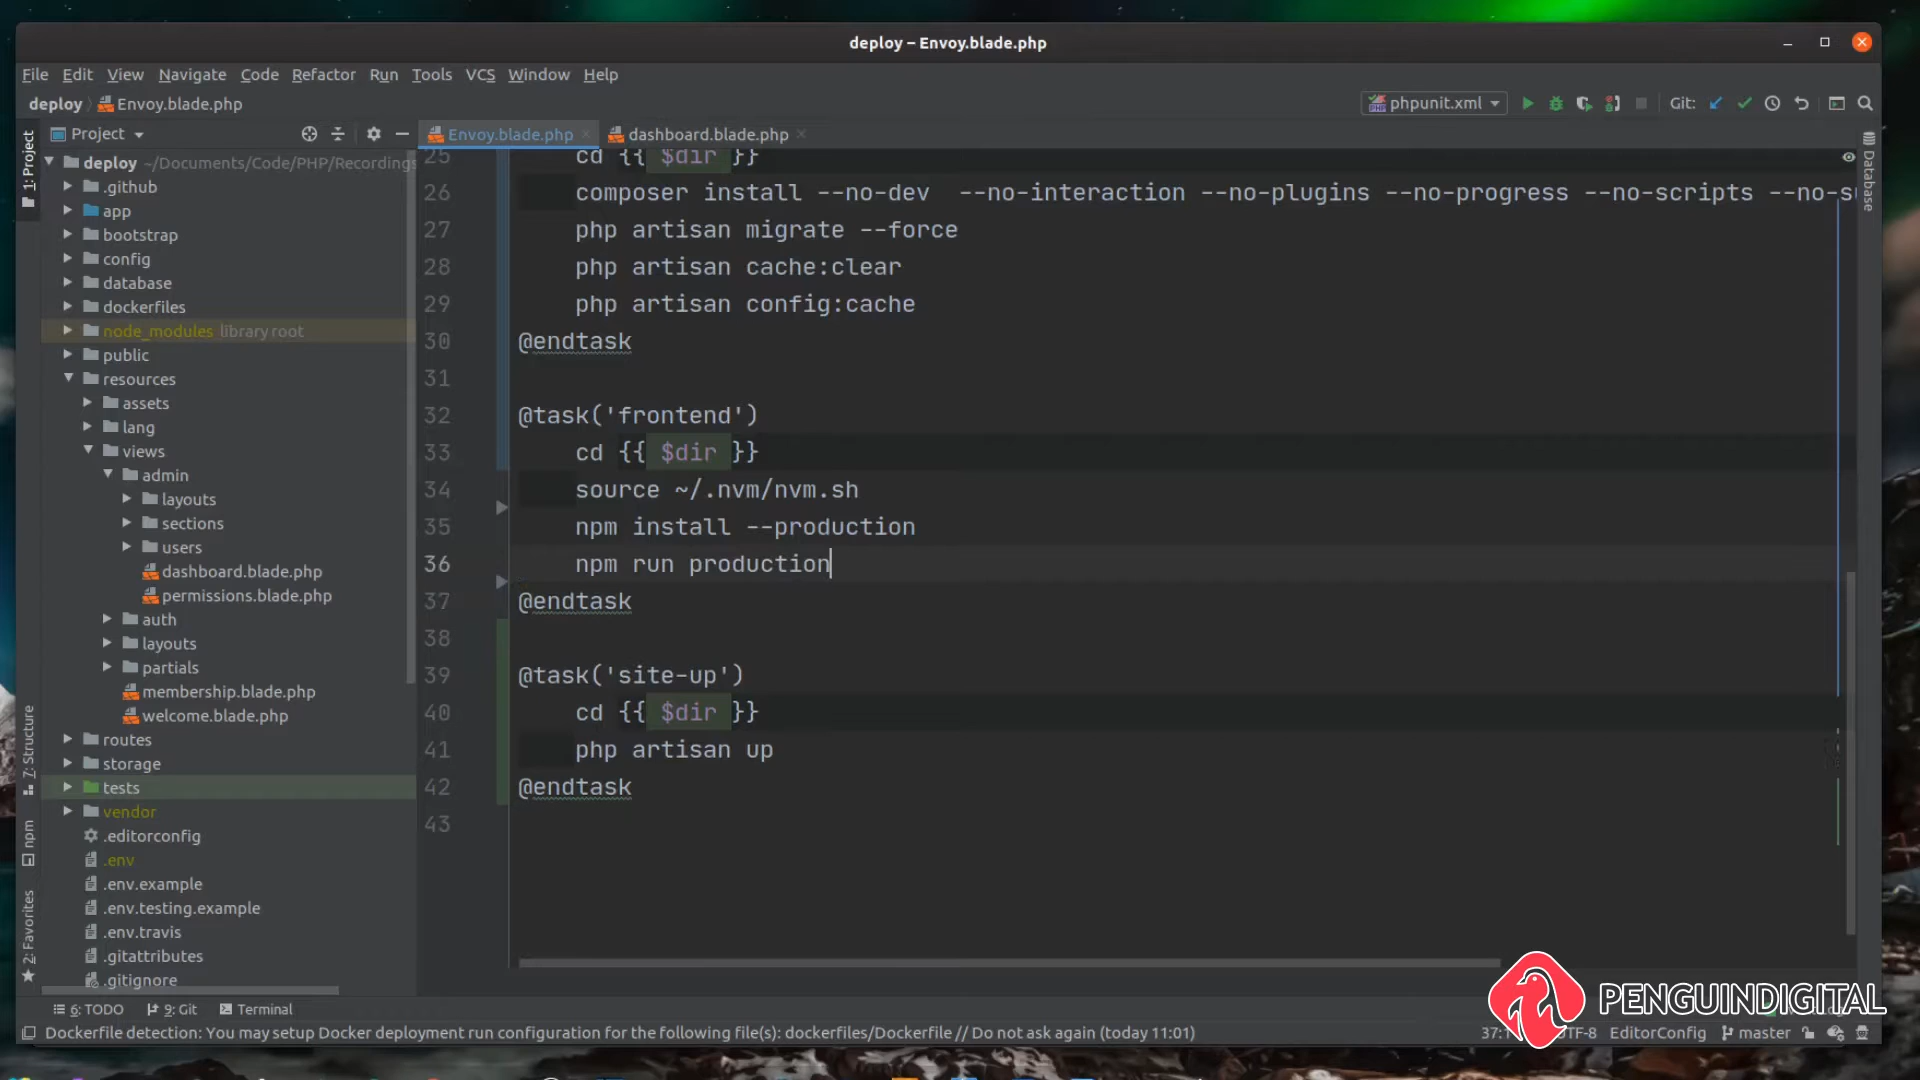 deploy – Envoy.blade.php
File Edit View Navigate Code Refactor Run Tools VCS Window Help
deploy Envoy.blade.php phpunit.xml Git:
Project Envoy.blade.php dashboard.blade.php
1: Project
7: Structure
npm
2: Favorites
Database
deploy ~/Documents/Code/PHP/Recordings
.github
app
bootstrap
config
database
dockerfiles
node_modules library root
public
resources
assets
lang
views
admin
layouts
sections
users
dashboard.blade.php
permissions.blade.php
auth
layouts
partials
membership.blade.php
welcome.blade.php
routes
storage
tests
vendor
.editorconfig
.env
.env.example
.env.testing.example
.env.travis
.gitattributes
.gitignore
25 cd {{ $dir }}
26 composer install --no-dev  --no-interaction --no-plugins --no-progress --no-scripts
27 php artisan migrate --force
28 php artisan cache:clear
29 php artisan config:cache
30 @endtask
31
32 @task('frontend')
33 cd {{ $dir }}
34 source ~/.nvm/nvm.sh
35 npm install --production
36 npm run production
37 @endtask
38
39 @task('site-up')
40 cd {{ $dir }}
41 php artisan up
42 @endtask
43
6: TODO 9: Git Terminal
PENGUINDIGITAL
Dockerfile detection: You may setup Docker deployment run configuration for the following file(s): dockerfiles/Dockerfile // Do not ask again (today 11:01) EditorConfig master